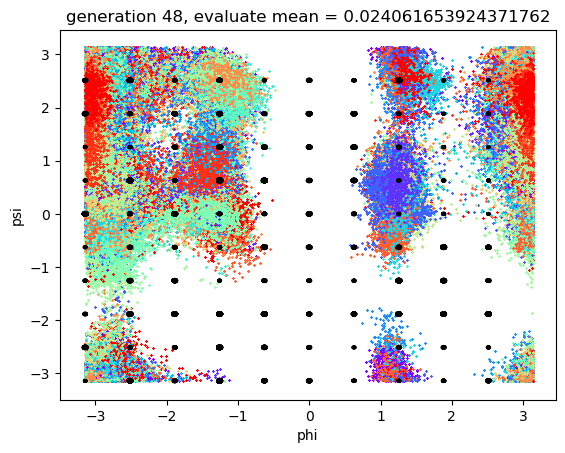 generation 48, evaluate mean = 0.024061653924371762
3
2
1
0
−1
−2
−3
psi
−3 −2 −1 0 1 2 3
phi